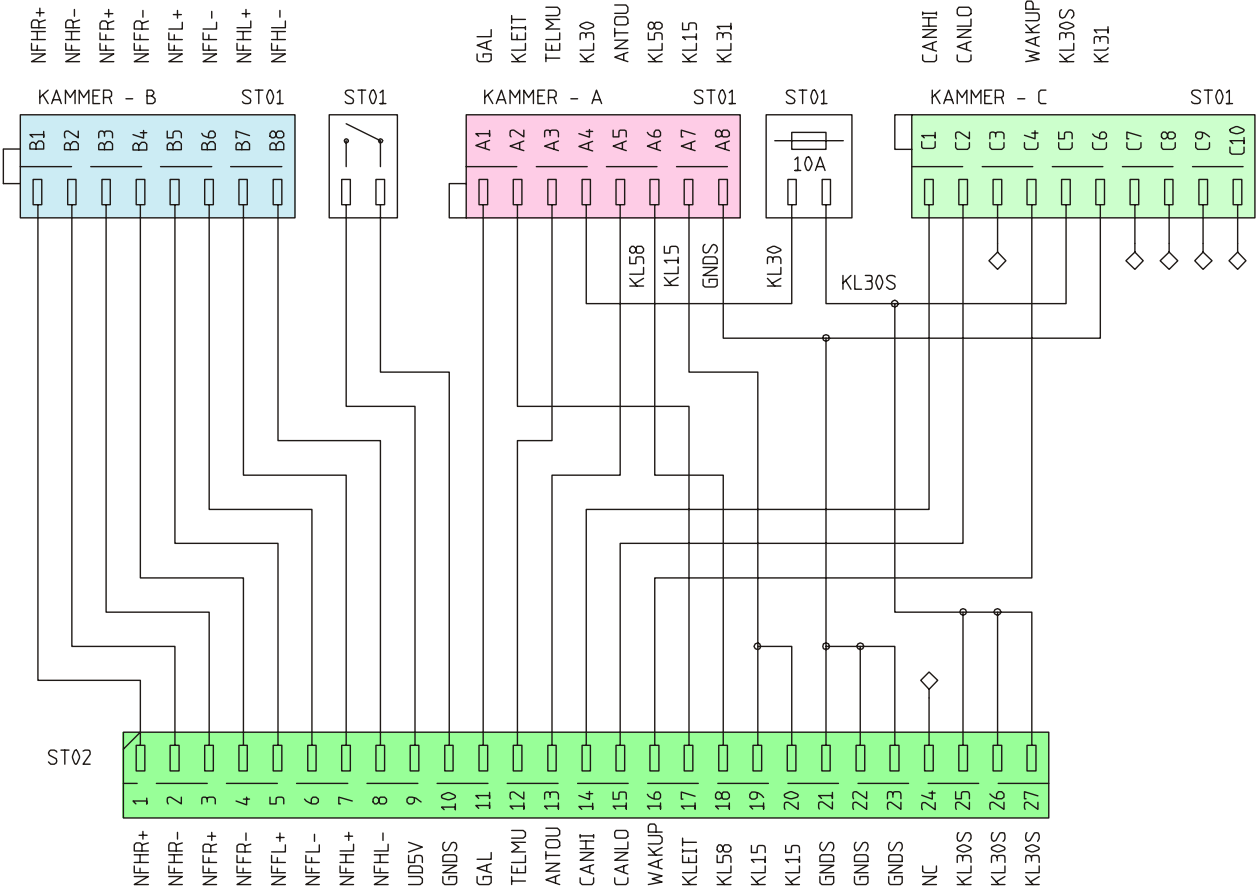 NFHR+ NFHR- NFFR+ NFFR- NFFL+ NFFL- NFHL+ NFHL- GAL KLEIT TELMU KL30 ANTOU KL58 KL15 KL31 CANHI CANLO WAKUP KL30S Kl31
KAMMER - B ST01 ST01 KAMMER - A ST01 ST01 KAMMER - C ST01
B1 B2 B3 B4 B5 B6 B7 B8 A1 A2 A3 A4 A5 A6 A7 A8 C1 C2 C3 C4 C5 C6 C7 C8 C9 C10
10A
KL58 KL15 GNDS KL30 KL30S
ST02
1 2 3 4 5 6 7 8 9 10 11 12 13 14 15 16 17 18 19 20 21 22 23 24 25 26 27
NFHR+ NFHR- NFFR+ NFFR- NFFL+ NFFL- NFHL+ NFHL- UD5V GNDS GAL TELMU ANTOU CANHI CANLO WAKUP KLEIT KL58 KL15 KL15 GNDS GNDS GNDS NC KL30S KL30S KL30S